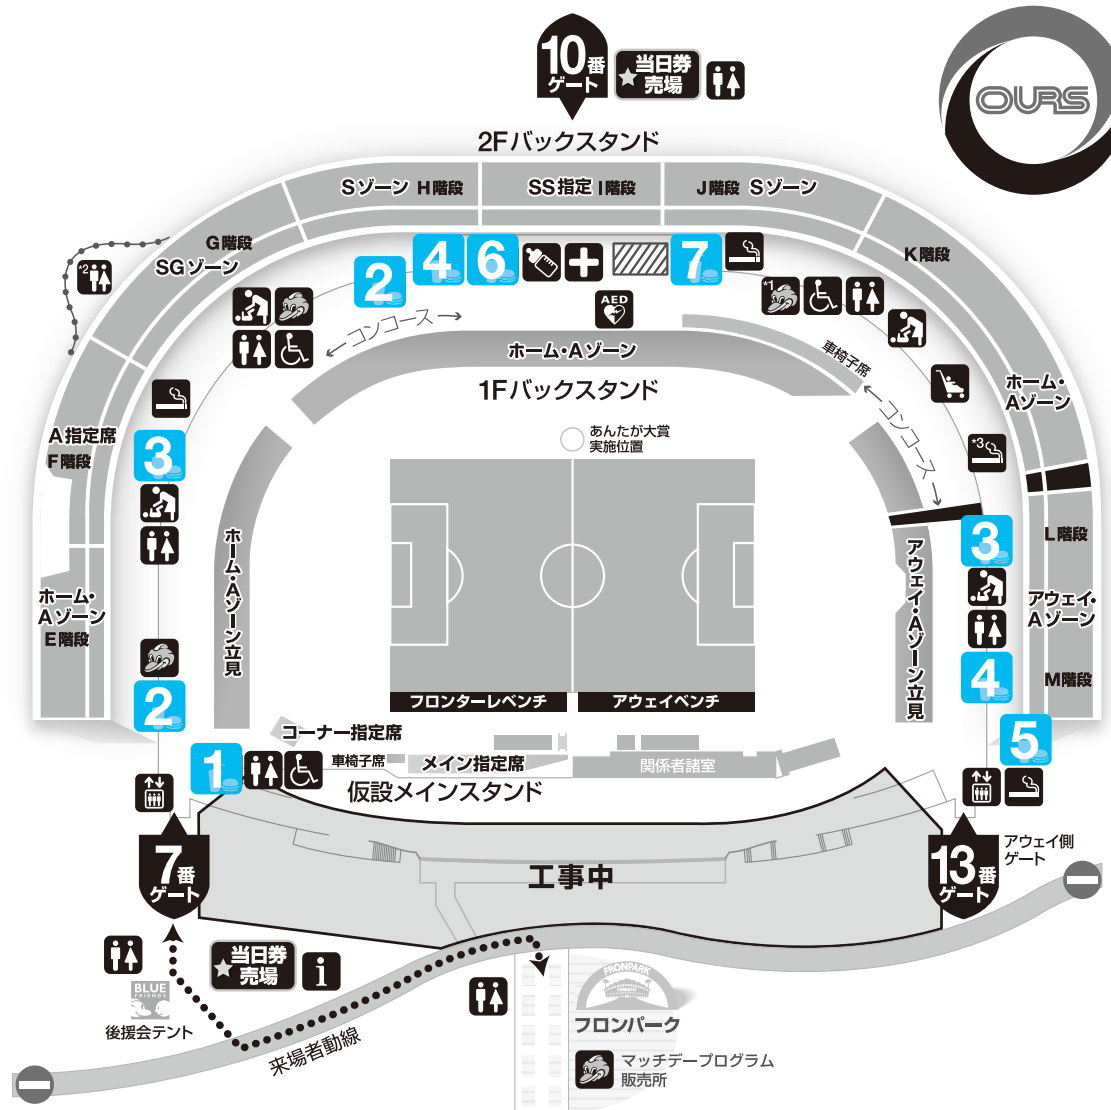 10番
ゲート
★当日券
売場
OURS
2Fバックスタンド
Sゾーン H階段
SS指定 I階段
J階段 Sゾーン
G階段
SGゾーン
K階段
*2
4
6
7
2
*1
AED
←コンコース→
ホーム・Aゾーン
車椅子席
1Fバックスタンド
ホーム・
Aゾーン
←コンコース→
A指定席
F階段
3
あんたが大賞
実施位置
*3
ホーム・Aゾーン立見
3
L階段
アウェイ・Aゾーン立見
ホーム・
Aゾーン
E階段
アウェイ・
Aゾーン
4
M階段
2
フロンターレベンチ
アウェイベンチ
コーナー指定席
5
1
車椅子席
メイン指定席
関係者諸室
仮設メインスタンド
7番
ゲート
工事中
13番
ゲート
アウェイ側
ゲート
★当日券
売場
i
BLUE
FRIENDS
後援会テント
来場者動線
FRONPARK
フロンパーク
マッチデープログラム
販売所